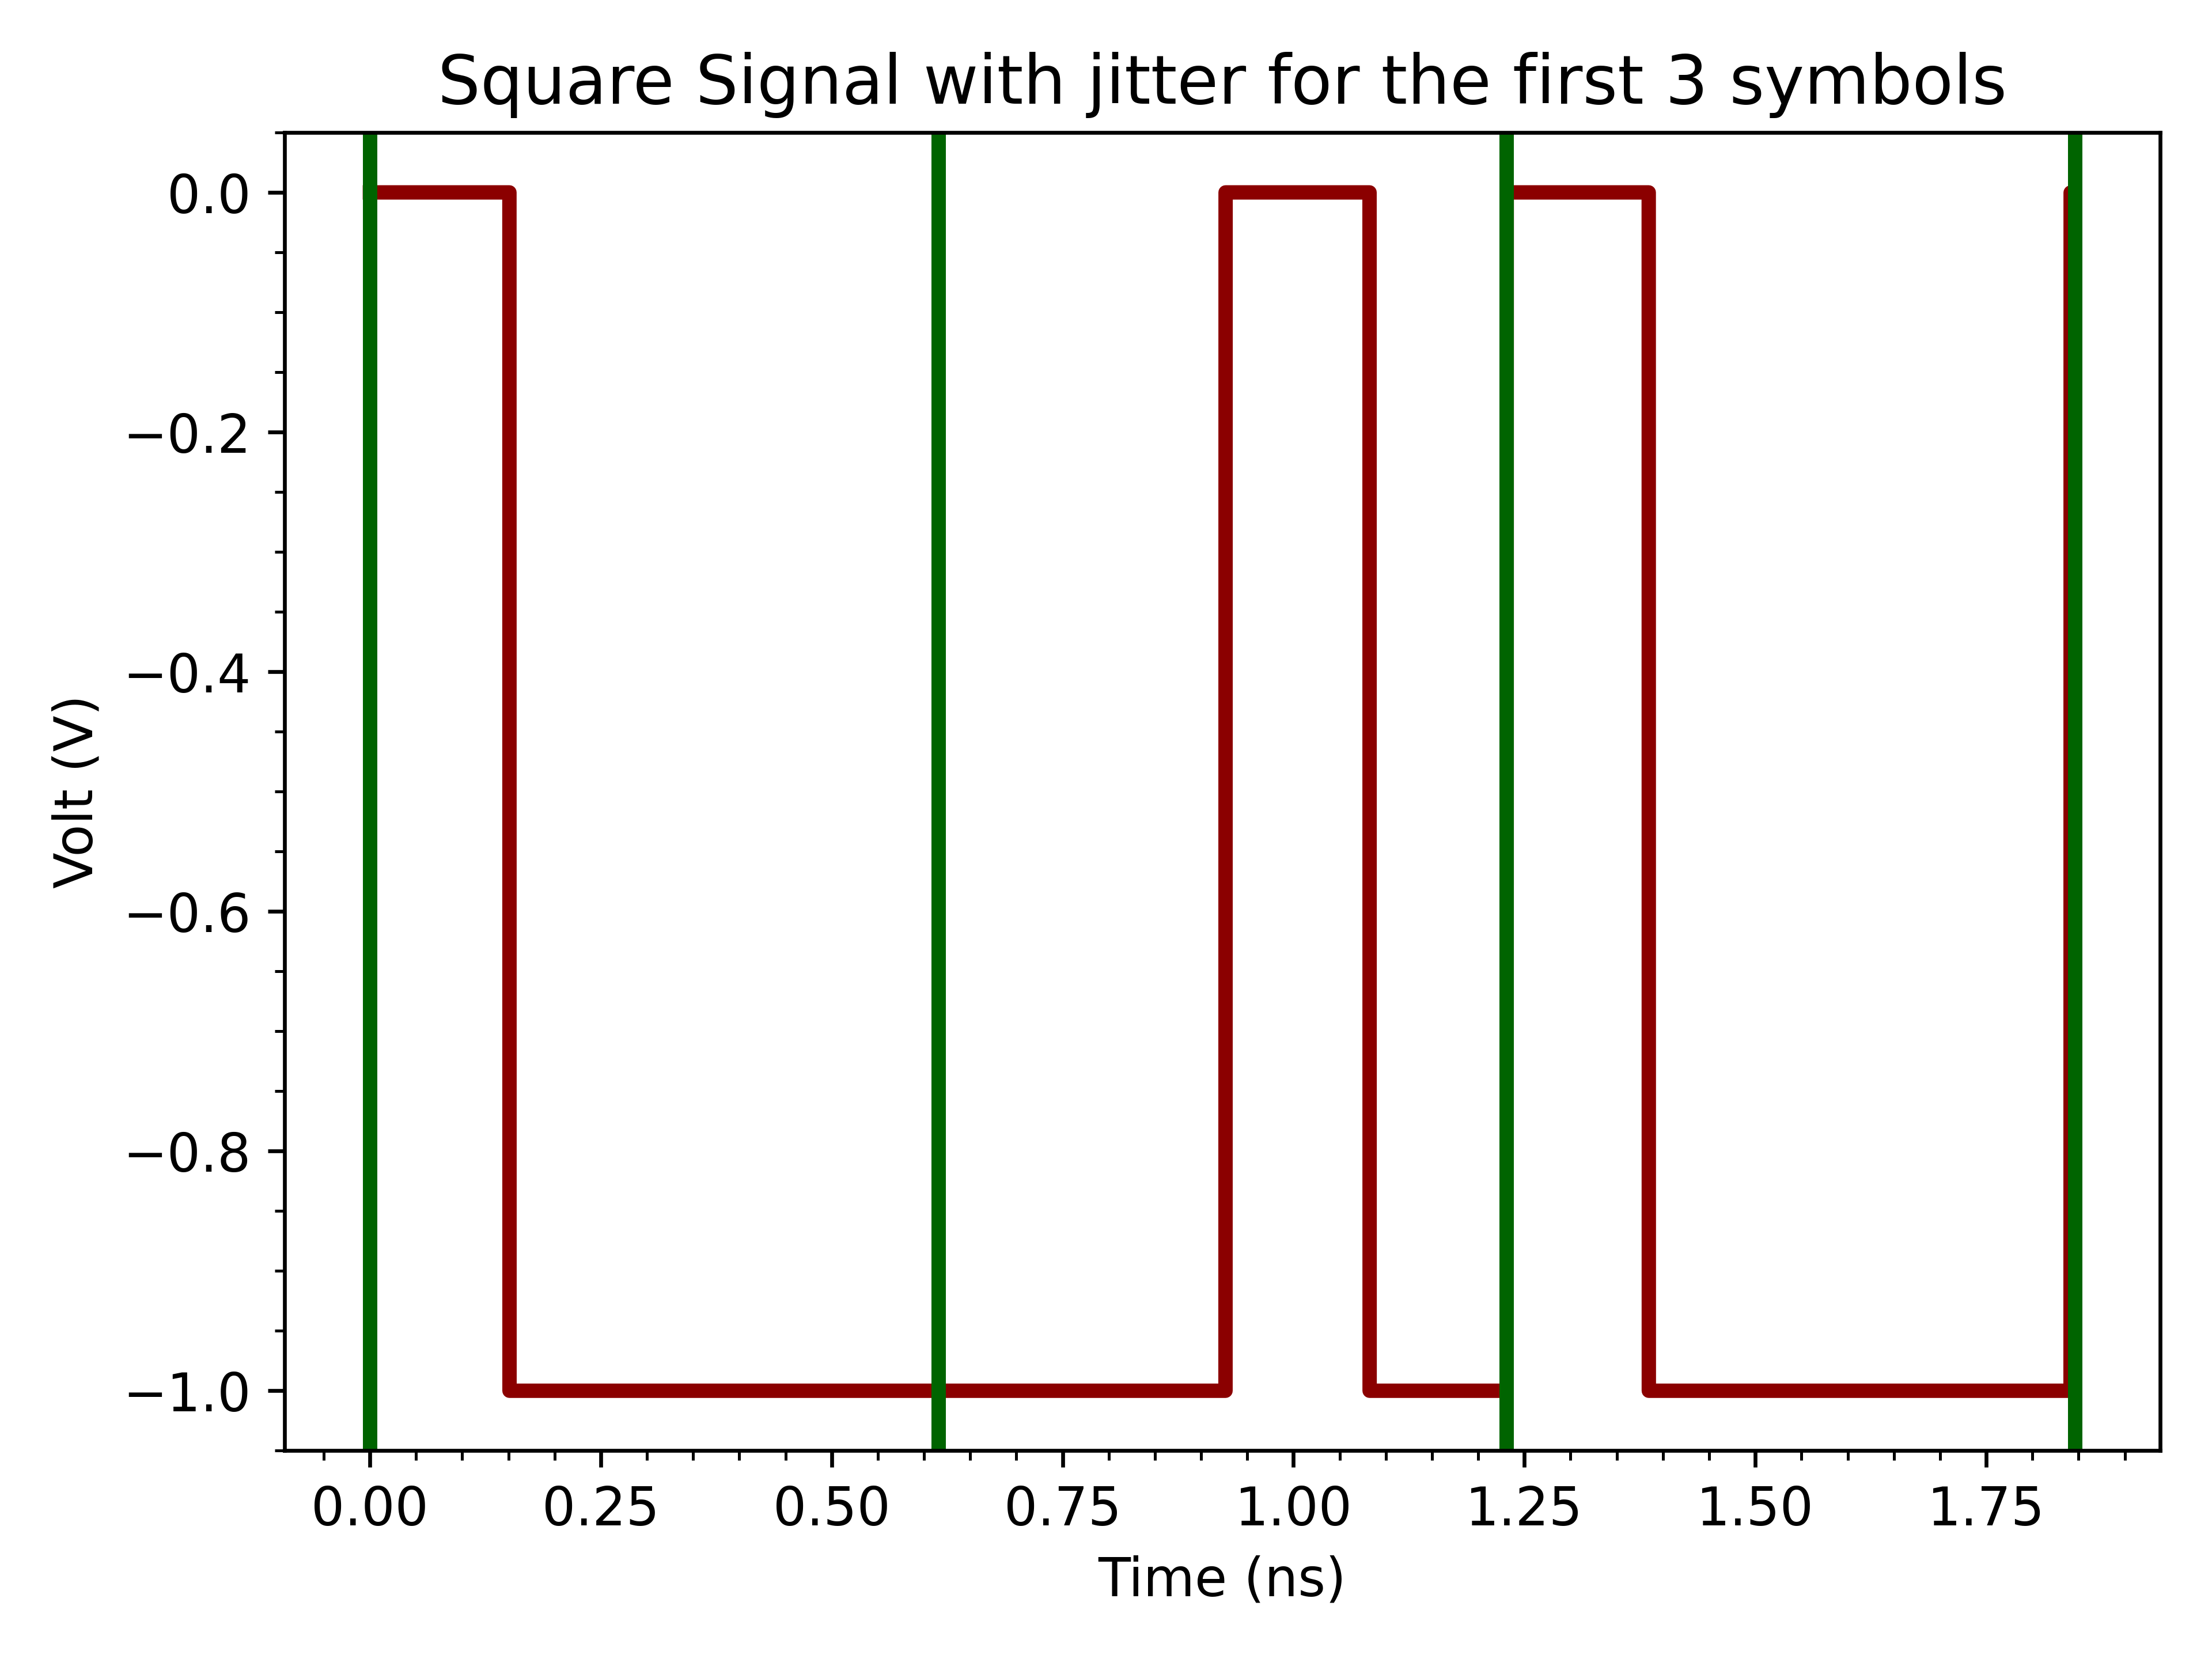 Square Signal with jitter for the first 3 symbols
0.0
−0.2
−0.4
−0.6
−0.8
−1.0
Volt (V)
0.00 0.25 0.50 0.75 1.00 1.25 1.50 1.75
Time (ns)